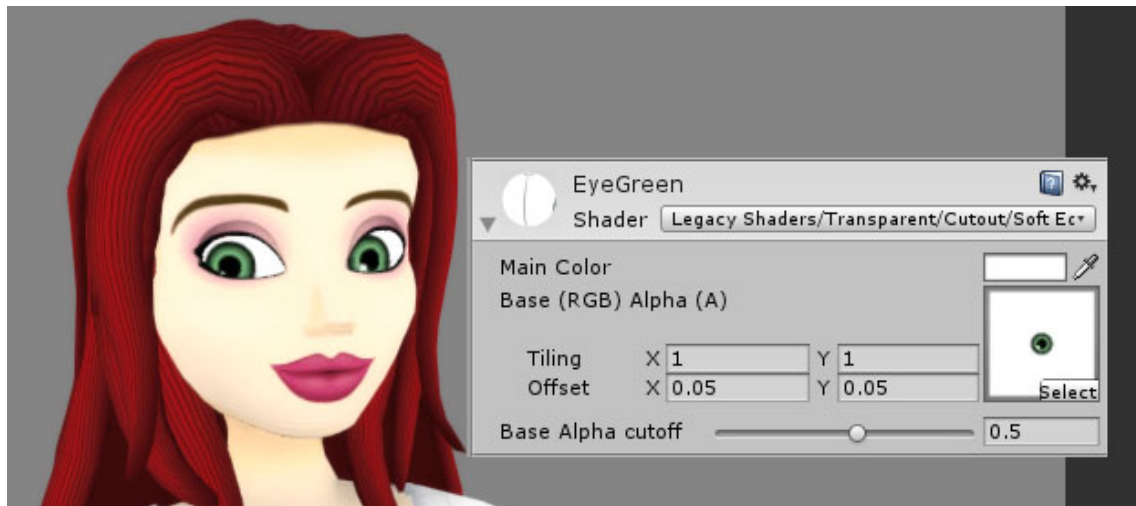 EyeGreen
Shader Legacy Shaders/Transparent/Cutout/Soft Ec
Main Color
Base (RGB) Alpha (A)
Tiling X 1 Y 1
Offset X 0.05 Y 0.05
Select
Base Alpha cutoff 0.5